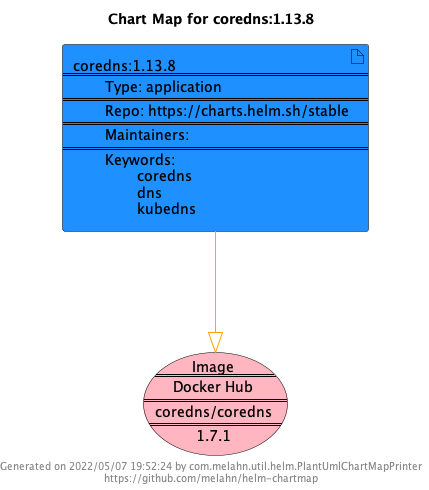 Chart Map for coredns:1.13.8
coredns:1.13.8
Type: application
Repo: https://charts.helm.sh/stable
Maintainers:
Keywords:
coredns
dns
kubedns
Image
Docker Hub
coredns/coredns
1.7.1
Generated on 2022/05/07 19:52:24 by com.melahn.util.helm.PlantUmlChartMapPrinter
https://github.com/melahn/helm-chartmap